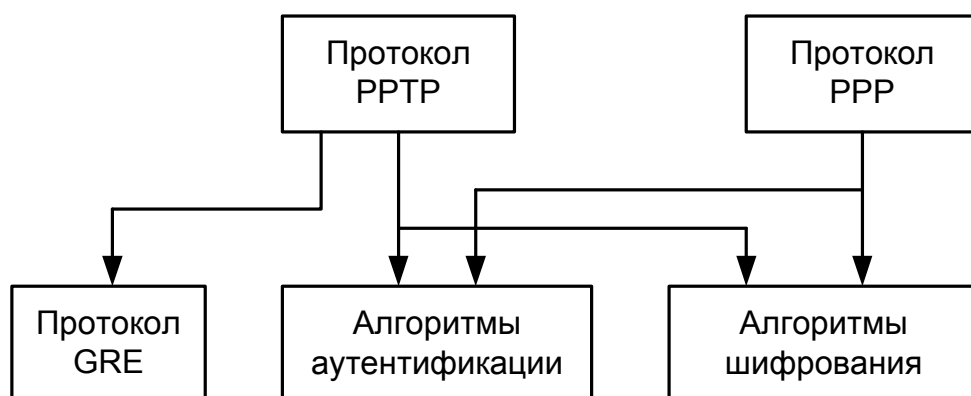 Протокол
PPTP
Протокол
PPP
Протокол
GRE
Алгоритмы
аутентификации
Алгоритмы
шифрования